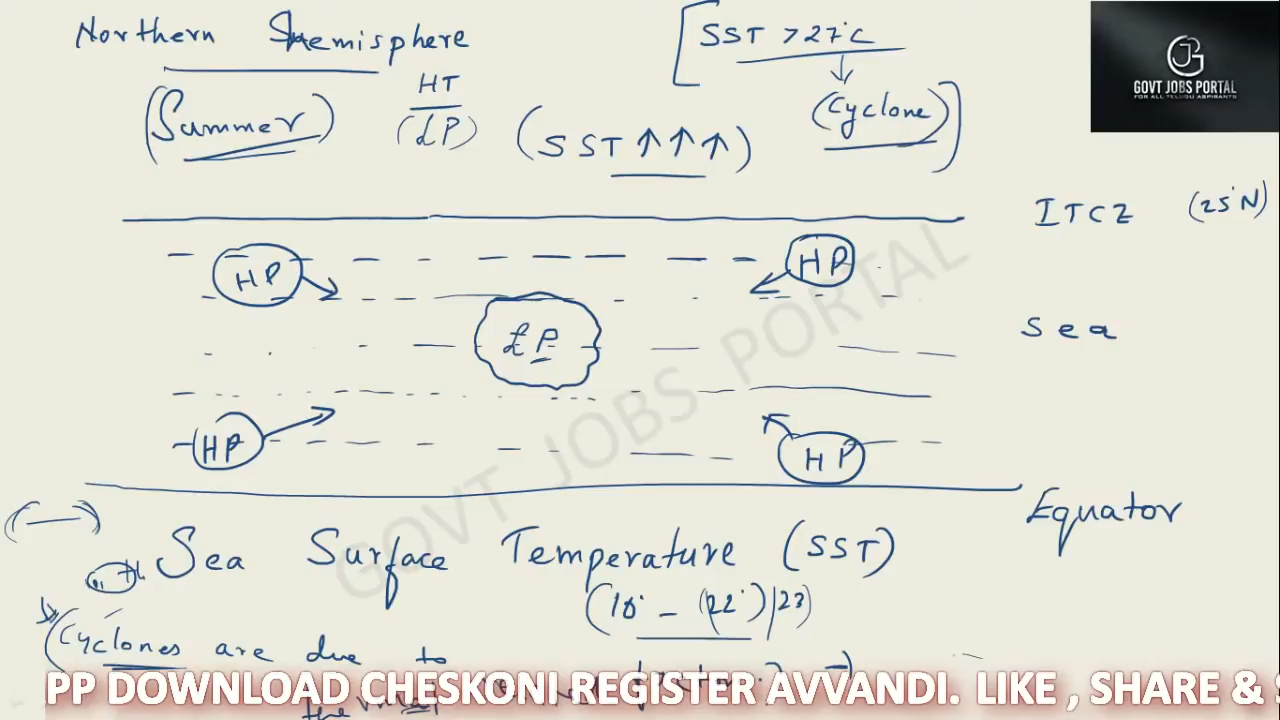 Northern Hemisphere
SST > 27°C
(Summer)
HT
(LP)
(SST ↑↑↑)
(Cyclone)
GOVT JOBS PORTAL
FOR ALL TELUGU ASPIRANTS
ITCZ (25°N)
HP HP
LP
Sea
HP HP
Equator
GOVT JOBS PORTAL
Sea Surface Temperature (SST)
(22°)/23)
(Cyclones are due to
the
PP DOWNLOAD CHESKONI REGISTER AVVANDI. LIKE , SHARE &